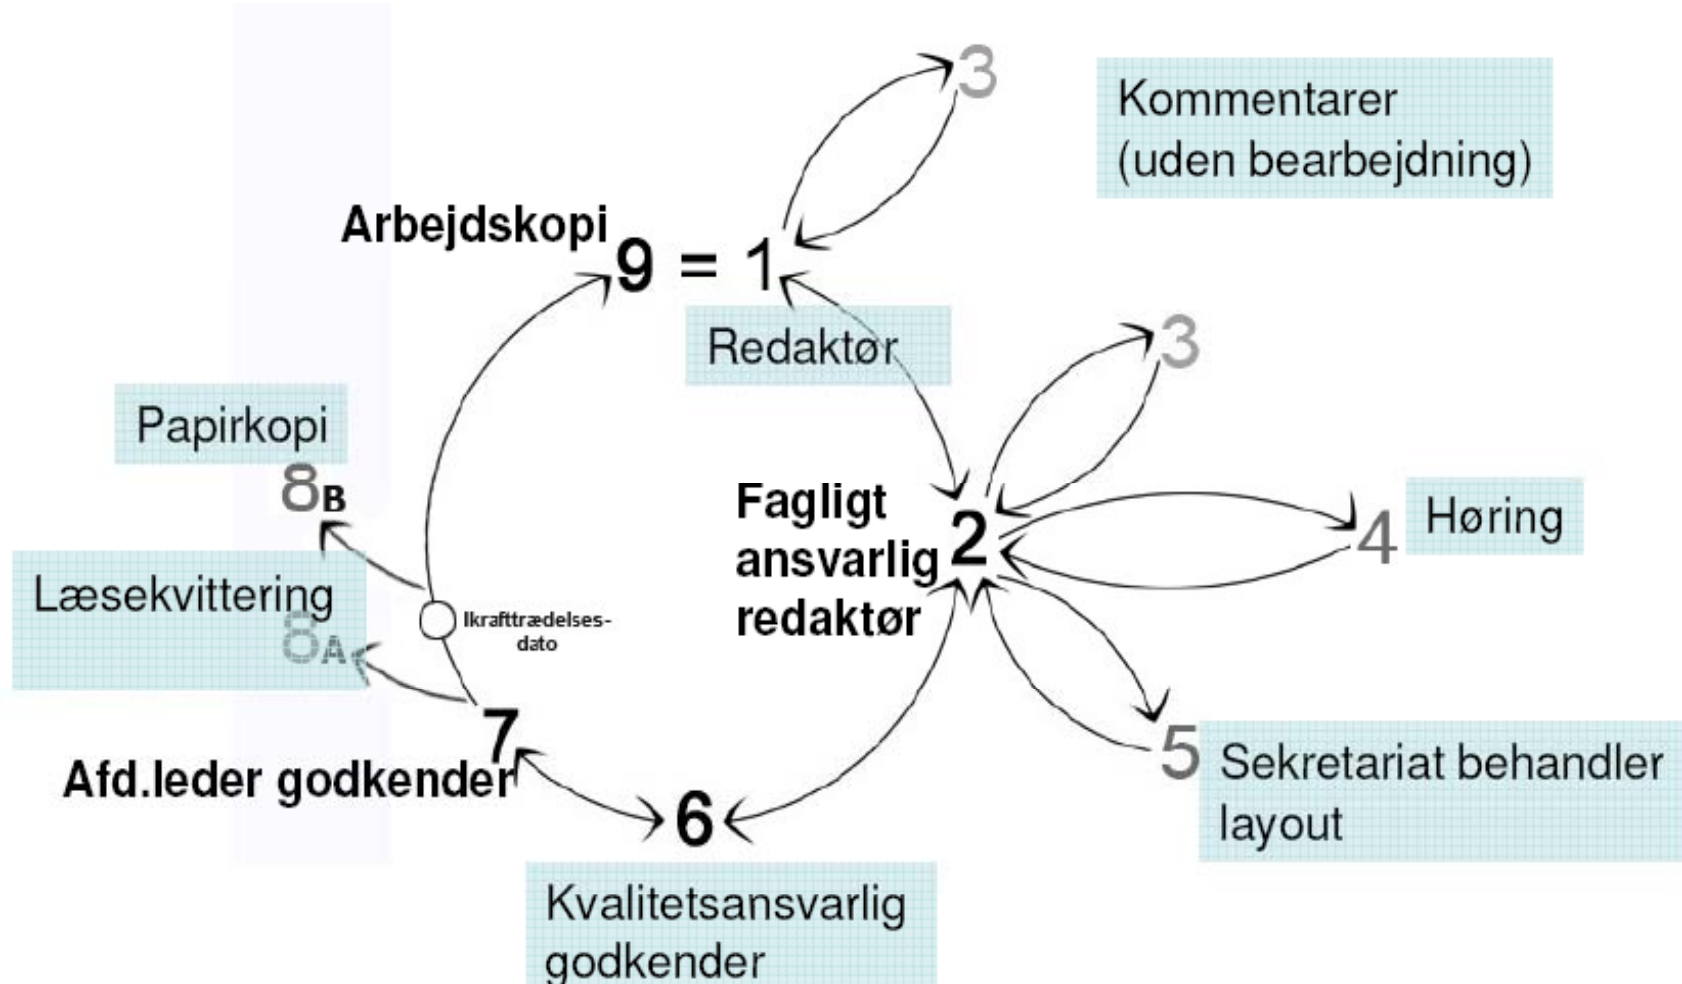 3
Kommentarer
(uden bearbejdning)
Arbejdskopi
9 = 1
Redaktør
3
Papirkopi
8B
Fagligt
ansvarlig
redaktør
2
4
Høring
Læsekvittering
8A
Ikrafttrædelses-
dato
7
Afd.leder godkender
5
Sekretariat behandler
layout
6
Kvalitetsansvarlig
godkender